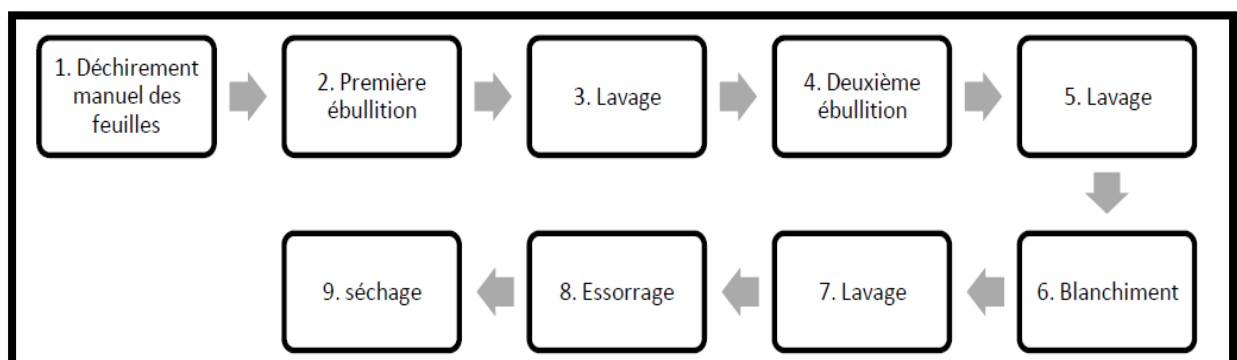 1. Déchirement
manuel des
feuilles
2. Première
ébullition
3. Lavage
4. Deuxième
ébullition
5. Lavage
6. Blanchiment
7. Lavage
8. Essorrage
9. séchage